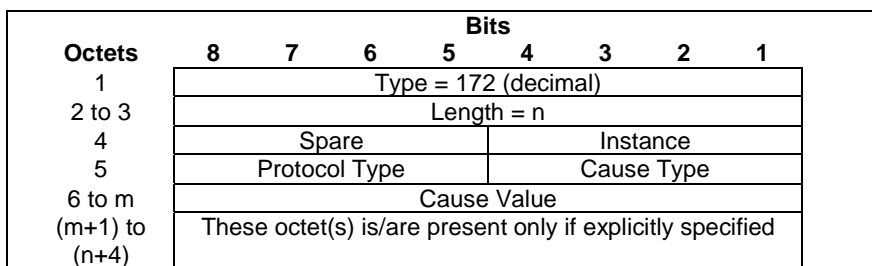 Bits
Octets 8 7 6 5 4 3 2 1
1 Type = 172 (decimal)
2 to 3 Length = n
4 Spare Instance
5 Protocol Type Cause Type
6 to m Cause Value
(m+1) to These octet(s) is/are present only if explicitly specified
(n+4)